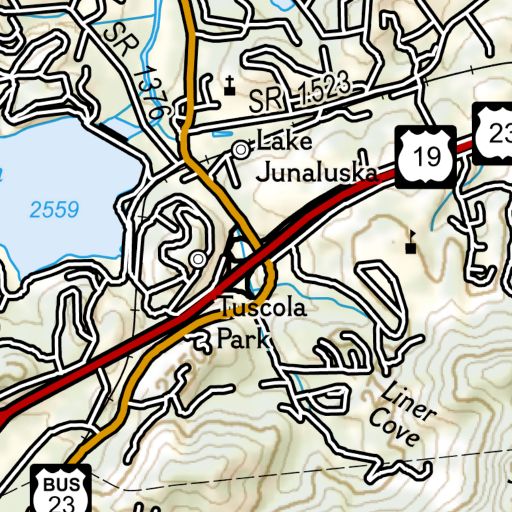 SR 1376
SR 1523
23
19
Lake
Junaluska
2559
Tuscola
Park
Liner
Cove
BUS
23